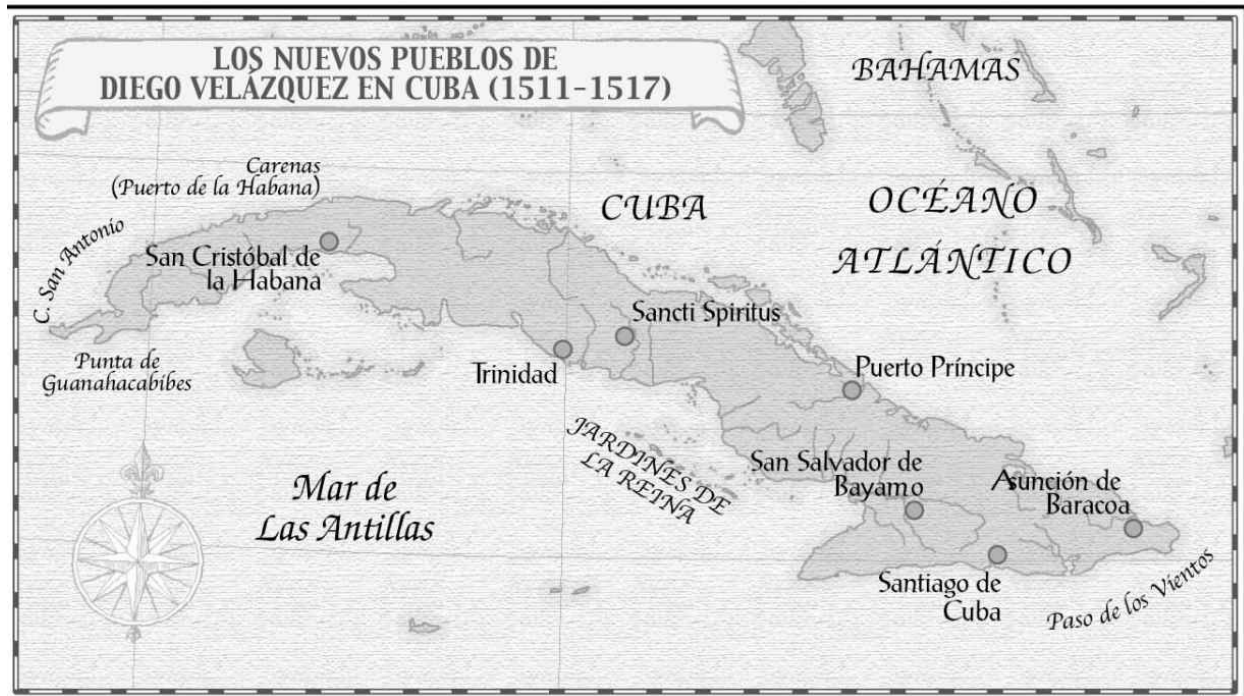 LOS NUEVOS PUEBLOS DE
DIEGO VELÁZQUEZ EN CUBA (1511-1517)
BAHAMAS
Carenas
(Puerto de la Habana)
CUBA
OCÉANO
ATLÁNTICO
C. San Antonio
San Cristóbal de
la Habana
Sancti Spiritus
Punta de
Guanahacabibes
Trinidad
Puerto Príncipe
JARDINES DE
LA REINA
San Salvador de
Bayamo
Asunción de
Baracoa
Mar de
Las Antillas
Santiago de
Cuba
Paso de los Vientos